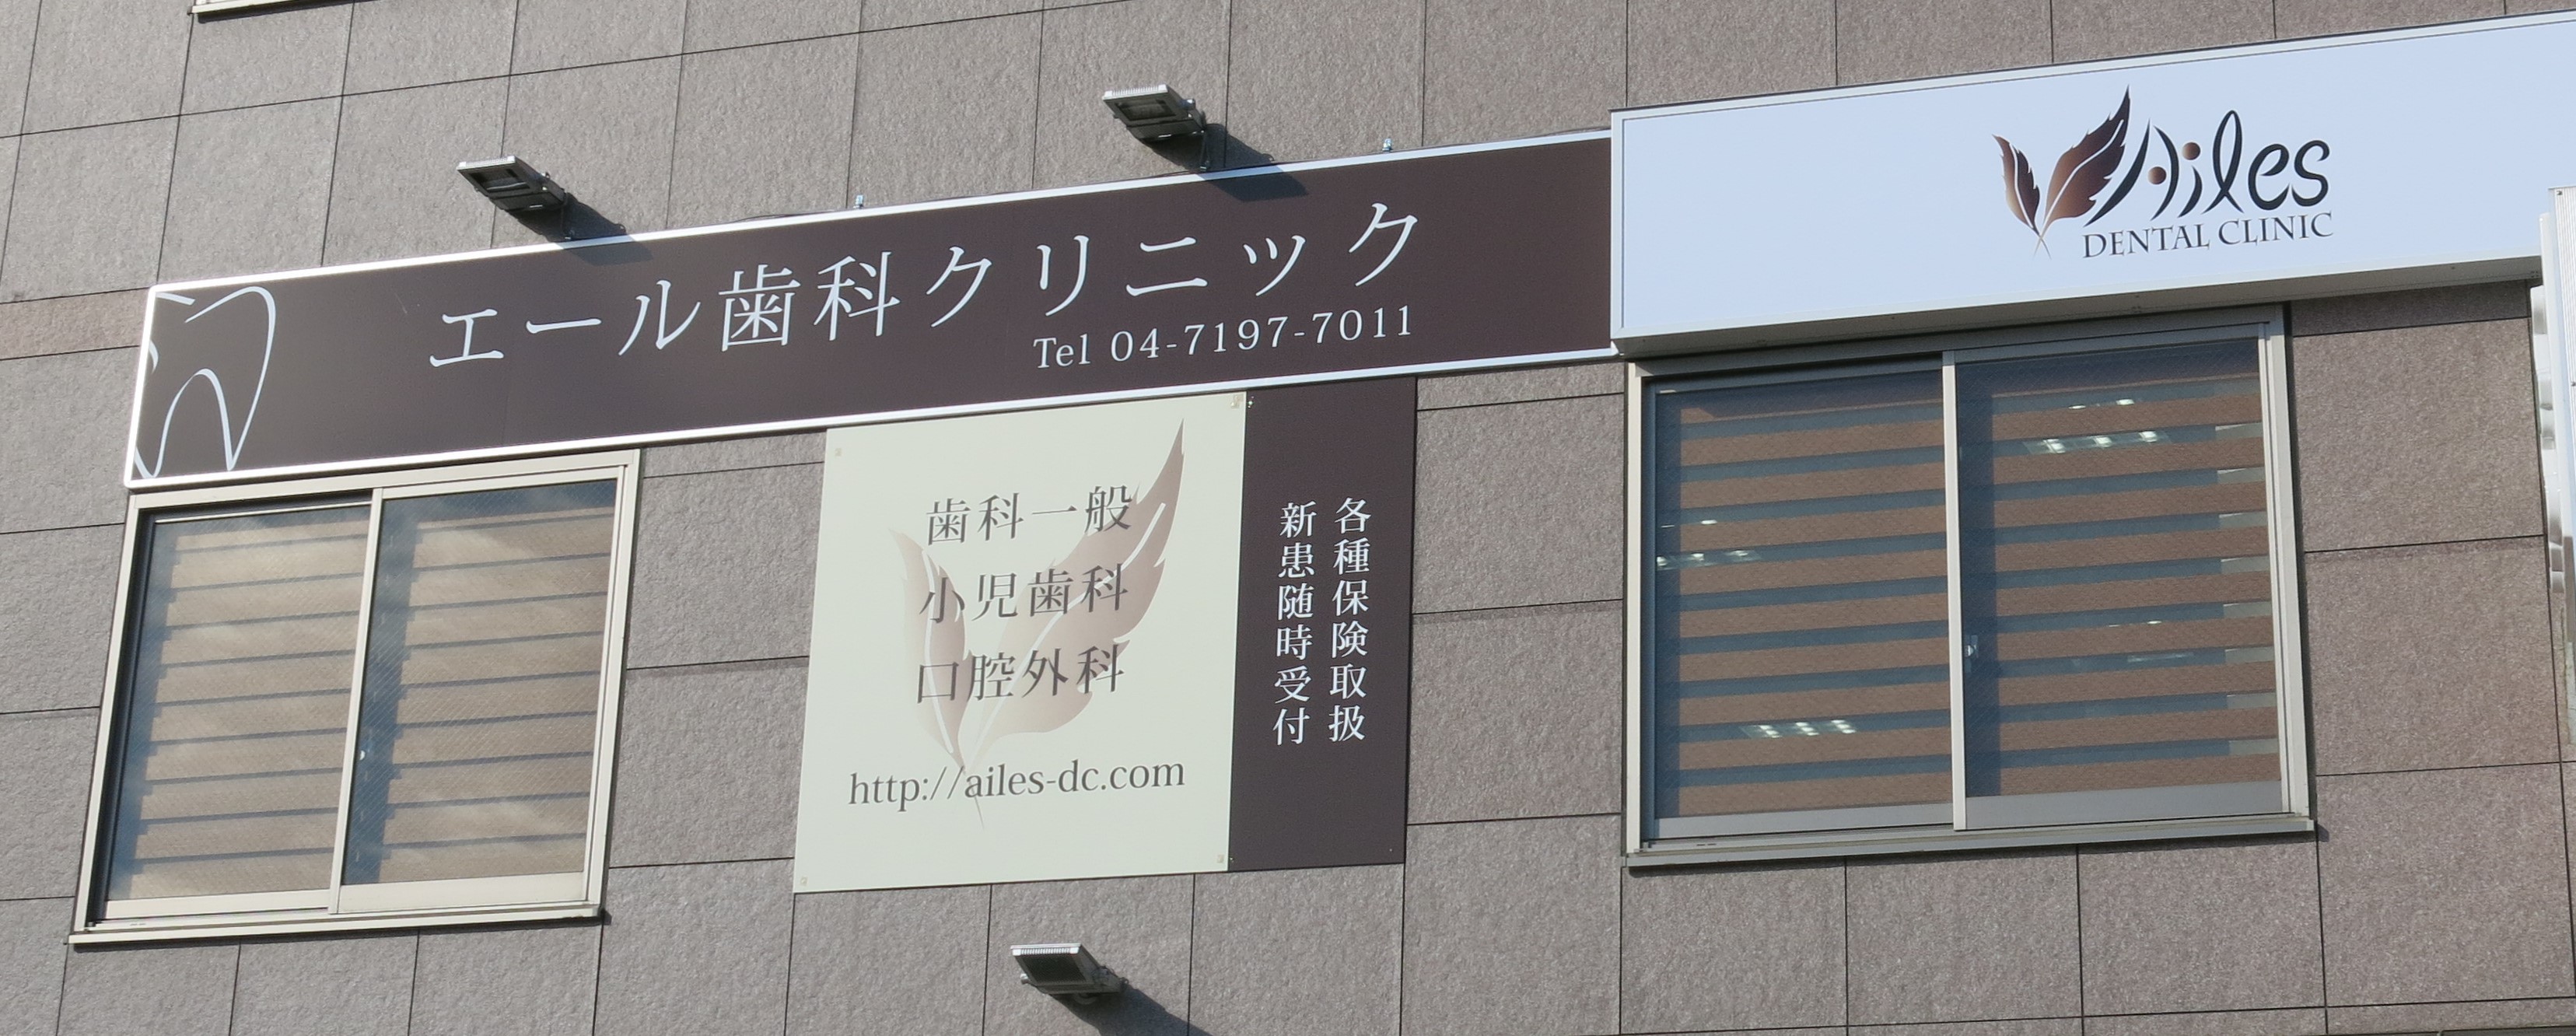 エール歯科クリニック
Tel 04-7197-7011
Ailes
DENTAL CLINIC
歯科一般
小児歯科
口腔外科
http://ailes-dc.com
各種保険取扱
新患随時受付